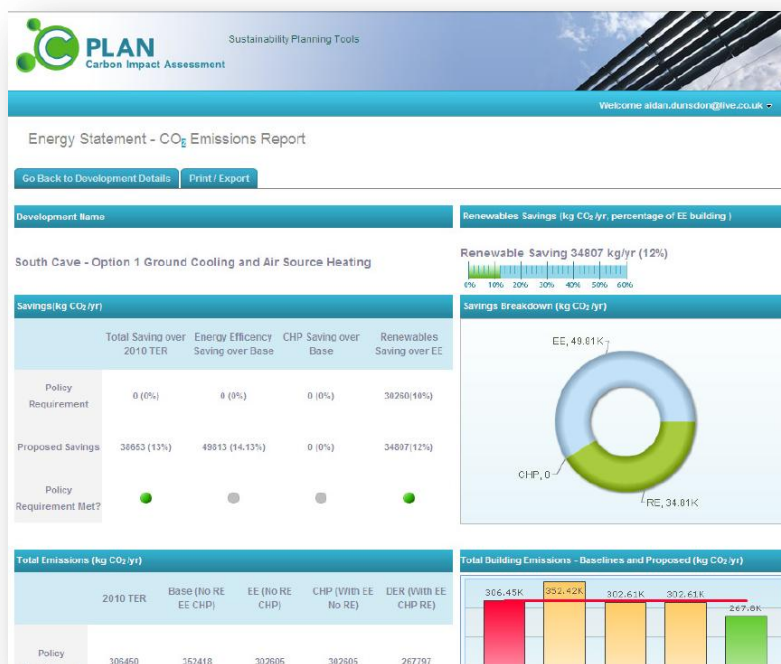 C PLAN
Carbon Impact Assessment
Sustainability Planning Tools
Welcome aidan.dunsdon@live.co.uk
Energy Statement - CO2 Emissions Report
Go Back to Development Details
Print / Export
Development Name
South Cave - Option 1 Ground Cooling and Air Source Heating
Renewables Savings (kg CO2 /yr, percentage of EE building )
Renewable Saving 34807 kg/yr (12%)
0% 10% 20% 30% 40% 50% 60%
Savings(kg CO2 /yr)
Total Saving over 2010 TER
Energy Efficency Saving over Base
CHP Saving over Base
Renewables Saving over EE
Policy Requirement
0 (0%)
0 (0%)
0 (0%)
30260(10%)
Proposed Savings
38653 (13%)
49813 (14.13%)
0 (0%)
34807(12%)
Policy Requirement Met?
Savings Breakdown (kg CO2 /yr)
EE, 49.81K
CHP, 0
RE, 34.81K
Total Emissions (kg CO2 /yr)
2010 TER
Base (No RE EE CHP)
EE (No RE CHP)
CHP (With EE No RE)
DER (With EE CHP RE)
Policy
306450
352418
302605
302605
267797
Total Building Emissions - Baselines and Proposed (kg CO2 /yr)
306.45K
352.42K
302.61K
302.61K
267.8K